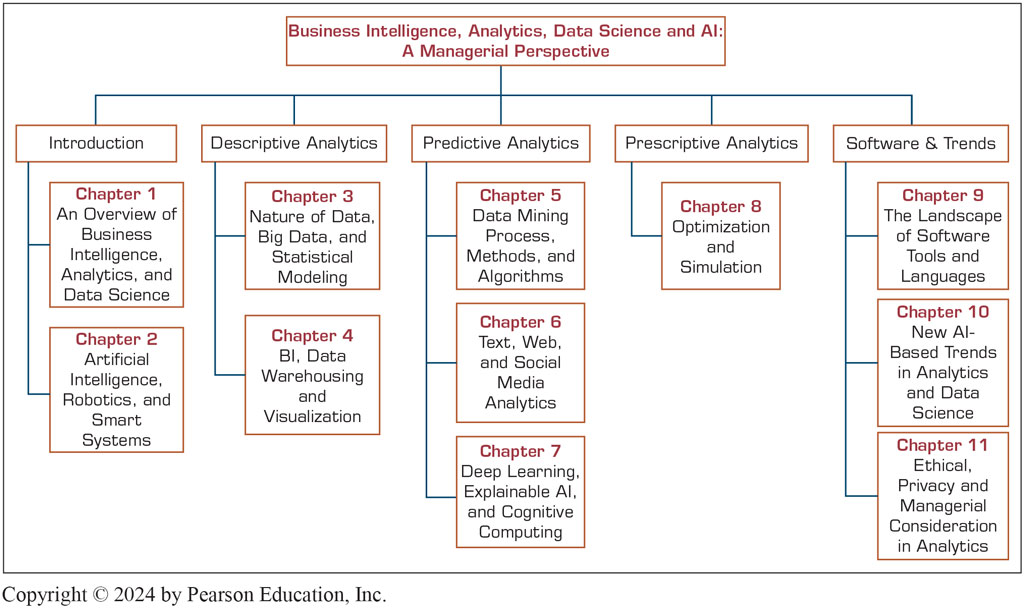 Business Intelligence, Analytics, Data Science and AI:
A Managerial Perspective
Introduction
Chapter 1
An Overview of
Business
Intelligence,
Analytics, and
Data Science
Chapter 2
Artificial
Intelligence,
Robotics, and
Smart
Systems
Descriptive Analytics
Chapter 3
Nature of Data,
Big Data, and
Statistical
Modeling
Chapter 4
BI, Data
Warehousing
and
Visualization
Predictive Analytics
Chapter 5
Data Mining
Process,
Methods, and
Algorithms
Chapter 6
Text, Web,
and Social
Media
Analytics
Chapter 7
Deep Learning,
Explainable AI,
and Cognitive
Computing
Prescriptive Analytics
Chapter 8
Optimization
and
Simulation
Software & Trends
Chapter 9
The Landscape
of Software
Tools and
Languages
Chapter 10
New AI-
Based Trends
in Analytics
and Data
Science
Chapter 11
Ethical,
Privacy and
Managerial
Consideration
in Analytics
Copyright © 2024 by Pearson Education, Inc.